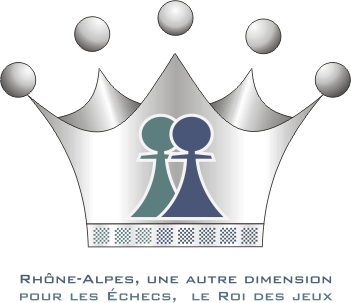 Rhône-Alpes, une autre dimension
pour les Échecs, le Roi des jeux